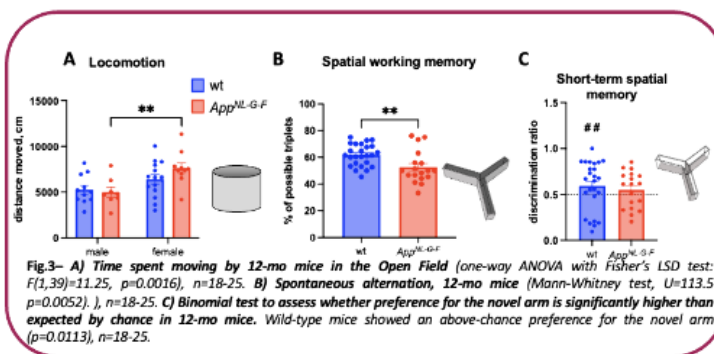 A Locomotion
B Spatial working memory
C Short-term spatial memory
wt
App^NL-G-F
**
15000
10000
5000
0
distance moved, cm
male female
**
100
80
60
40
20
0
% of possible triplets
wt App^NL-G-F
##
1.5
1.0
0.5
0.0
discrimination ratio
wt App^NL-G-F
Fig.3– A) Time spent moving by 12-mo mice in the Open Field (one-way ANOVA with Fisher's LSD test:
F(1,39)=11.25, p=0.0016), n=18-25. B) Spontaneous alternation, 12-mo mice (Mann-Whitney test, U=113.5
p=0.0052). ), n=18-25. C) Binomial test to assess whether preference for the novel arm is significantly higher than
expected by chance in 12-mo mice. Wild-type mice showed an above-chance preference for the novel arm
(p=0.0113), n=18-25.